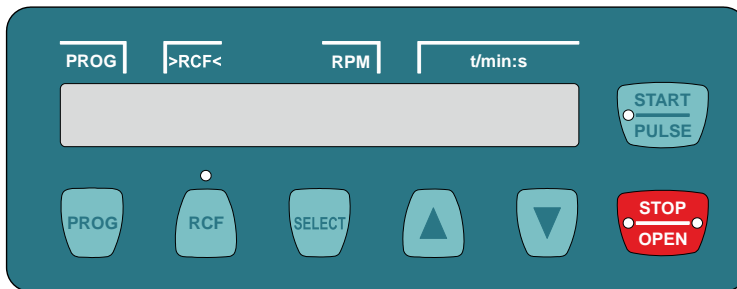 PROG >RCF< RPM t/min:s
START
PULSE
PROG RCF SELECT
STOP
OPEN